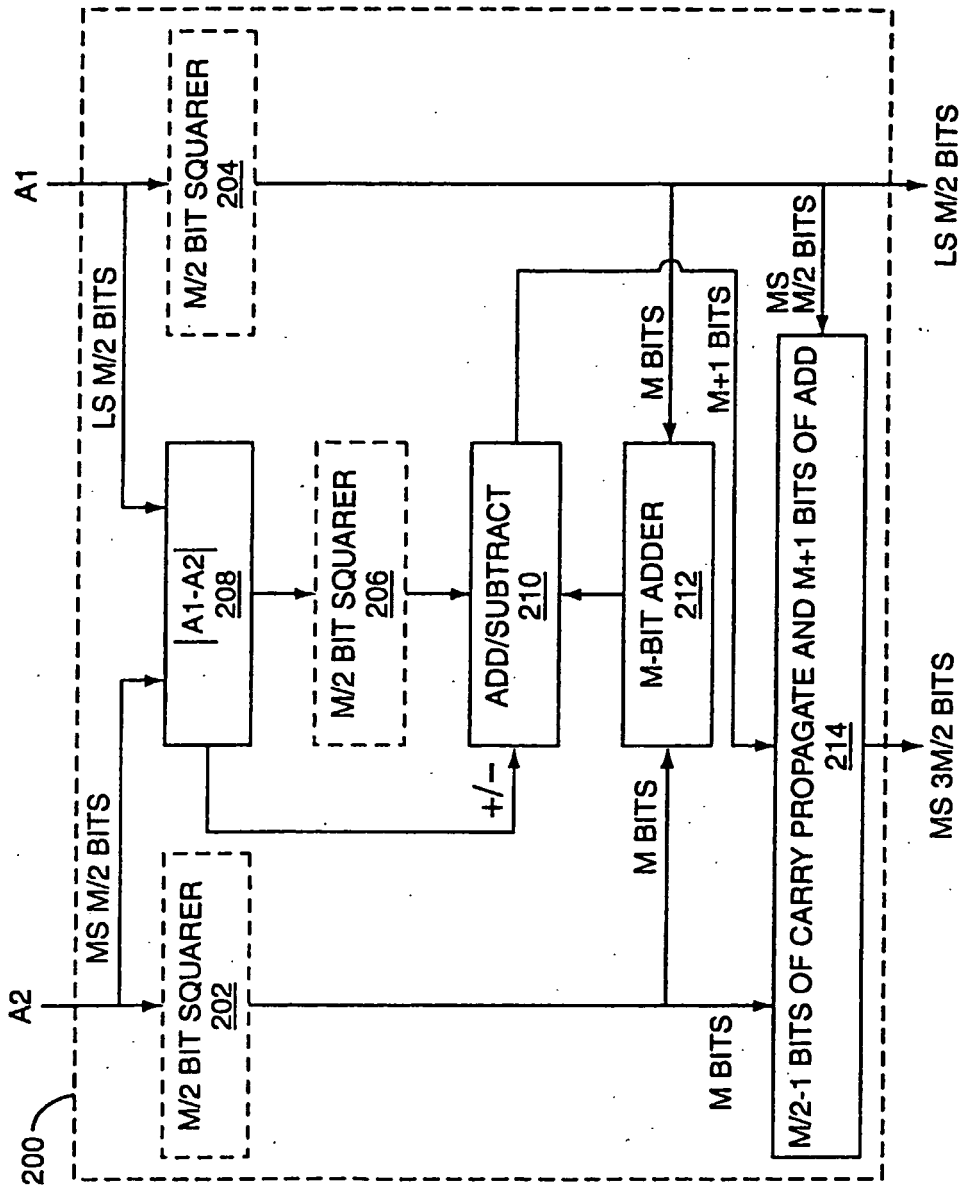 200
A2
A1
MS M/2 BITS
LS M/2 BITS
M/2 BIT SQUARER
202
|A1-A2|
208
M/2 BIT SQUARER
204
M/2 BIT SQUARER
206
+/−
ADD/SUBTRACT
210
M BITS
M-BIT ADDER
212
M BITS
M+1 BITS
M BITS
MS
M/2 BITS
M/2-1 BITS OF CARRY PROPAGATE AND M+1 BITS OF ADD
214
MS 3M/2 BITS
LS M/2 BITS